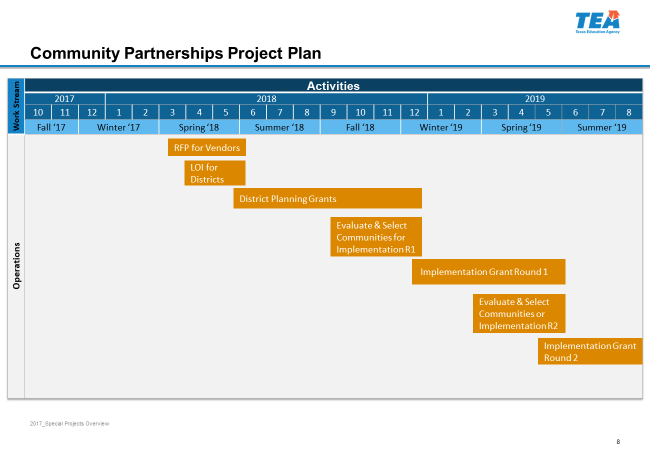 TEA
Texas Education Agency
Community Partnerships Project Plan
Work Stream
Activities
2017 2018 2019
10 11 12 1 2 3 4 5 6 7 8 9 10 11 12 1 2 3 4 5 6 7 8
Fall ‘17 Winter ‘17 Spring ‘18 Summer ‘18 Fall ‘18 Winter ‘19 Spring ‘19 Summer ‘19
Operations
RFP for Vendors
LOI for
Districts
District Planning Grants
Evaluate & Select
Communities for
Implementation R1
Implementation Grant Round 1
Evaluate & Select
Communities or
Implementation R2
Implementation Grant
Round 2
2017_Special Projects Overview
8